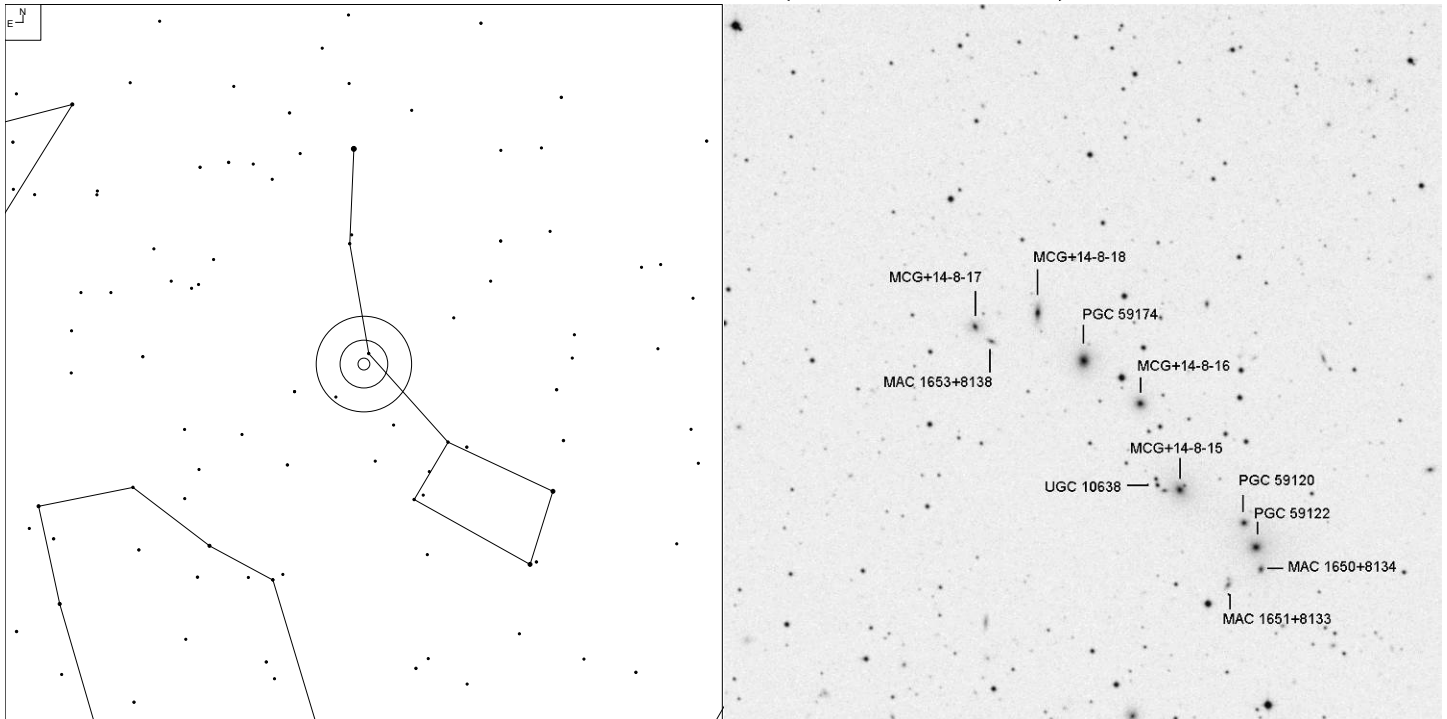 N
E
MCG+14-8-18
MCG+14-8-17
PGC 59174
MCG+14-8-16
MAC 1653+8138
MCG+14-8-15
UGC 10638
PGC 59120
PGC 59122
MAC 1650+8134
MAC 1651+8133